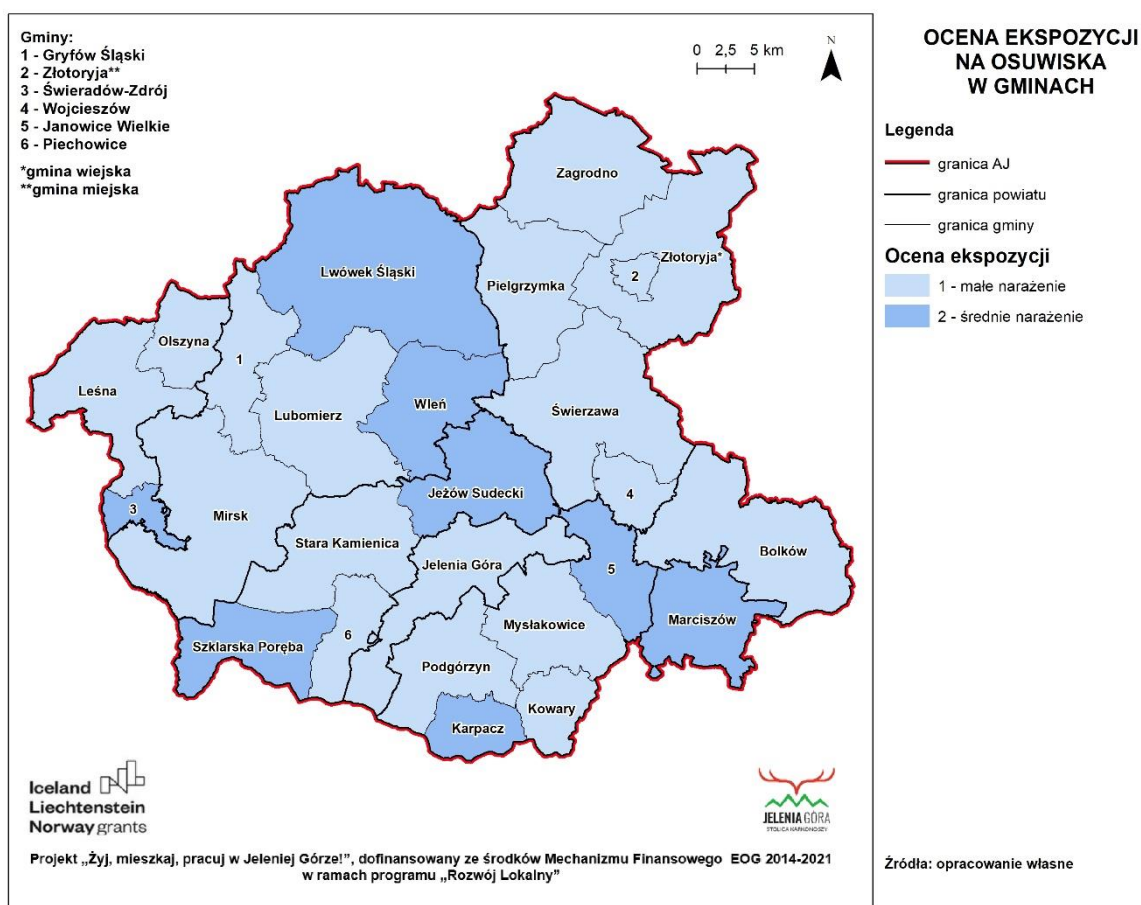 Gminy:
1 - Gryfów Śląski
2 - Złotoryja**
3 - Świeradów-Zdrój
4 - Wojcieszów
5 - Janowice Wielkie
6 - Piechowice
*gmina wiejska
**gmina miejska
0 2,5 5 km
N
OCENA EKSPOZYCJI
NA OSUWISKA
W GMINACH
Legenda
granica AJ
granica powiatu
granica gminy
Ocena ekspozycji
1 - małe narażenie
2 - średnie narażenie
Zagrodno
Złotoryja*
2
Lwówek Śląski
Pielgrzymka
Olszyna
1
Leśna
Lubomierz
Wleń
Świerzawa
Jeżów Sudecki
4
3
Mirsk
Stara Kamienica
Bolków
Jelenia Góra
5
Marciszów
Mysłakowice
6
Szklarska Poręba
Podgórzyn
Kowary
Karpacz
Iceland
Liechtenstein
Norway grants
JELENIA GÓRA
STOLICA KARKONOSZY
Projekt „Żyj, mieszkaj, pracuj w Jeleniej Górze!”, dofinansowany ze środków Mechanizmu Finansowego EOG 2014-2021
w ramach programu „Rozwój Lokalny”
Źródła: opracowanie własne